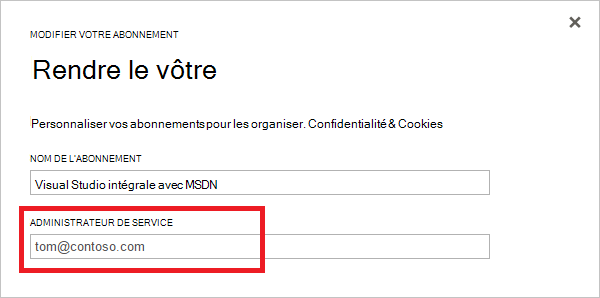 MODIFIER VOTRE ABONNEMENT
Rendre le vôtre
Personnaliser vos abonnements pour les organiser. Confidentialité & Cookies
NOM DE L'ABONNEMENT
Visual Studio intégrale avec MSDN
ADMINISTRATEUR DE SERVICE
tom@contoso.com